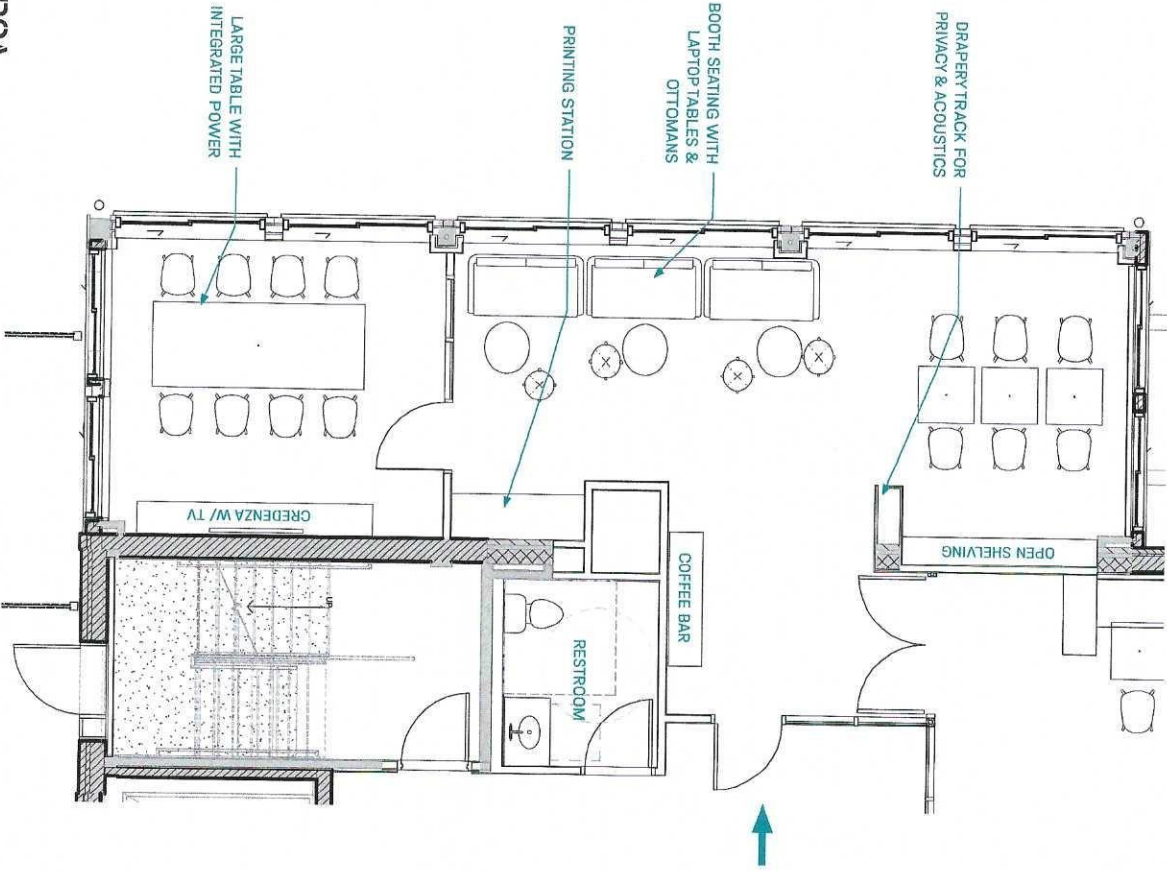 DRAPERY TRACK FOR
PRIVACY & ACOUSTICS
BOOTH SEATING WITH
LAPTOP TABLES &
OTTOMANS
PRINTING STATION
LARGE TABLE WITH
INTEGRATED POWER
OPEN SHELVING
COFFEE BAR
RESTROOM
CREDENZA W/ TV